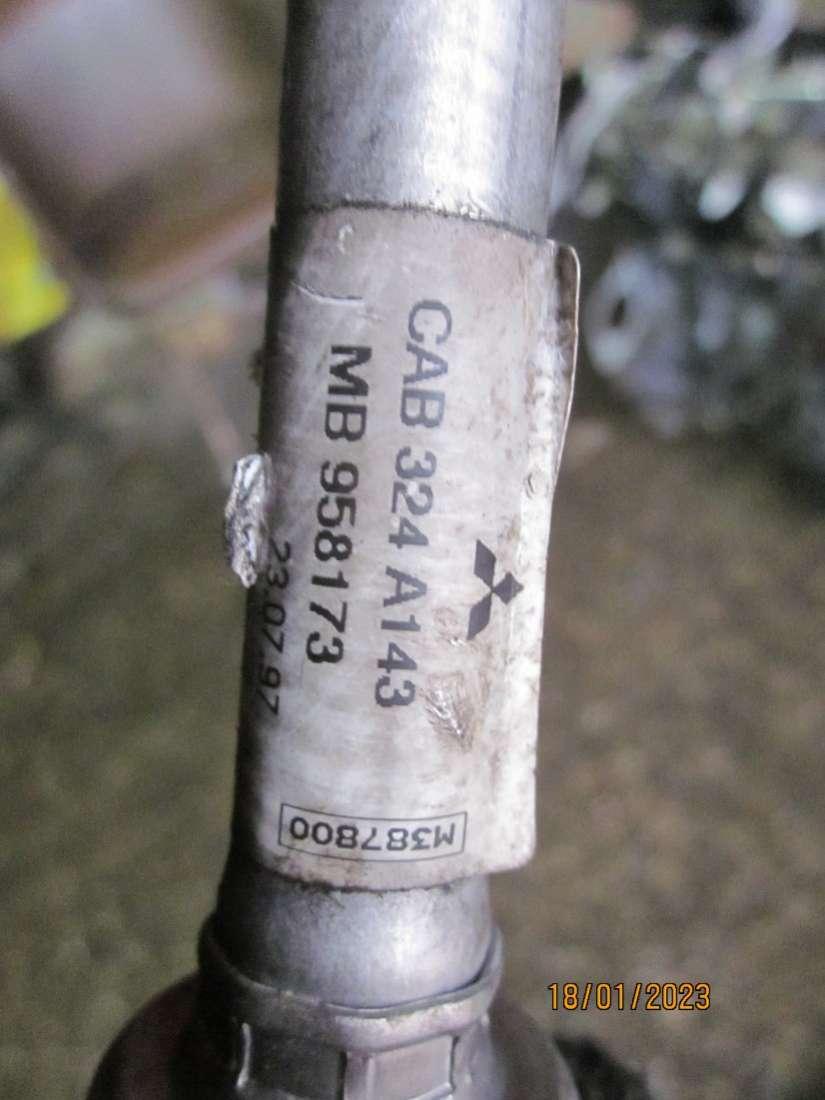 CAB 324 A143
MB 958173
23.07.97
M387800
18/01/2023